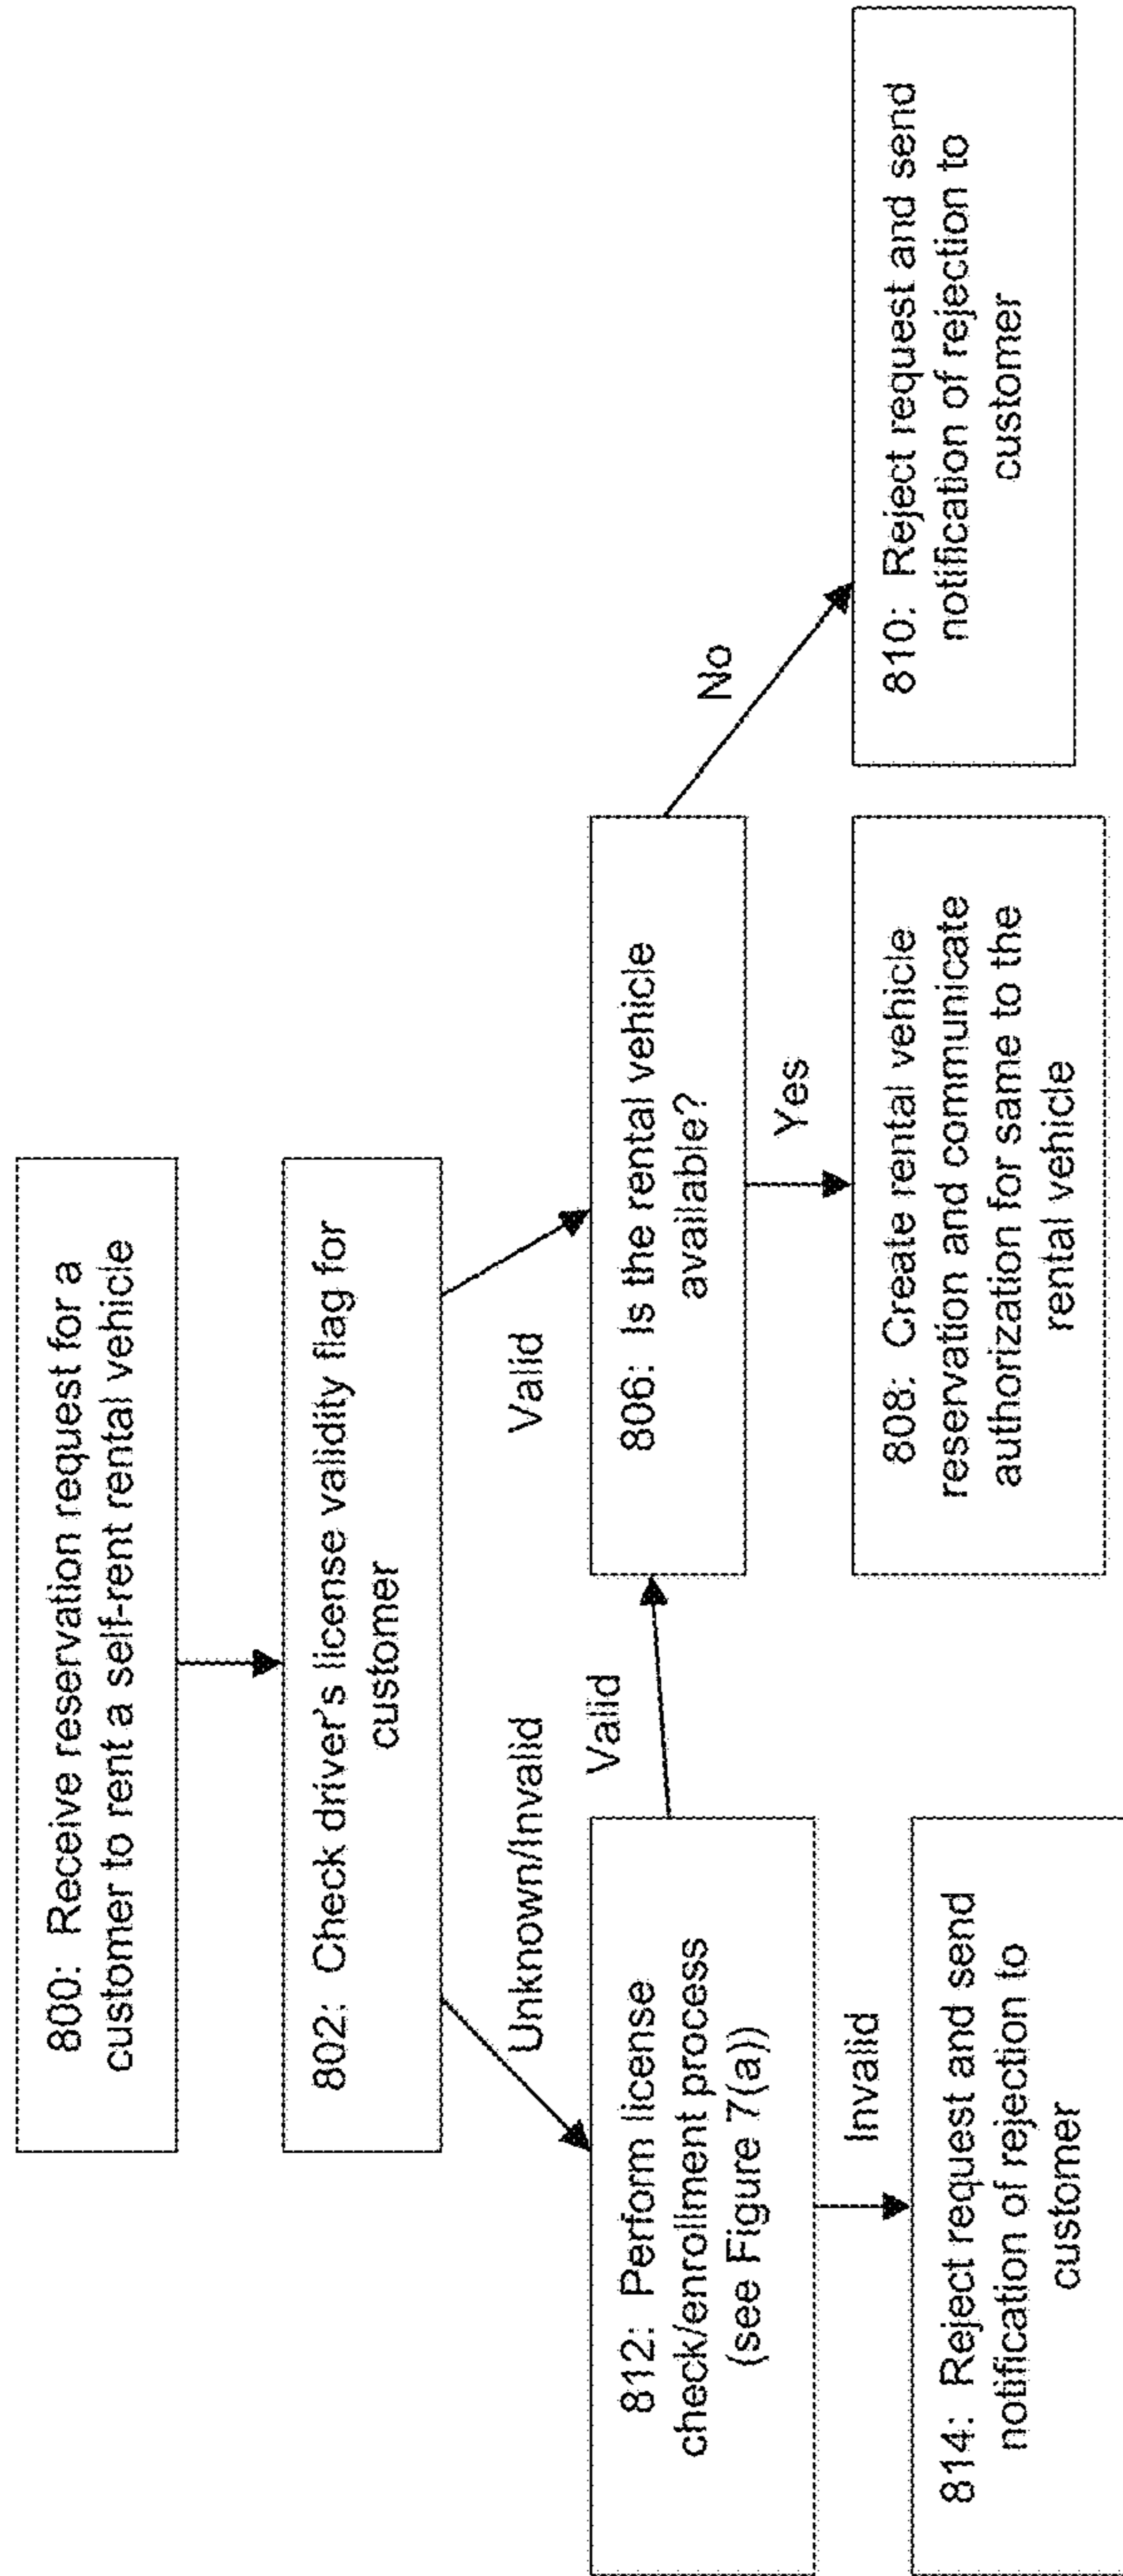 800: Receive reservation request for a
customer to rent a self-rent rental vehicle
802: Check driver's license validity flag for
customer
Unknown/Invalid
Valid
812: Perform license
check/enrollment process
(see Figure 7(a))
Valid
806: Is the rental vehicle
available?
Invalid
Yes
No
814: Reject request and send
notification of rejection to
customer
808: Create rental vehicle
reservation and communicate
authorization for same to the
rental vehicle
810: Reject request and send
notification of rejection to
customer